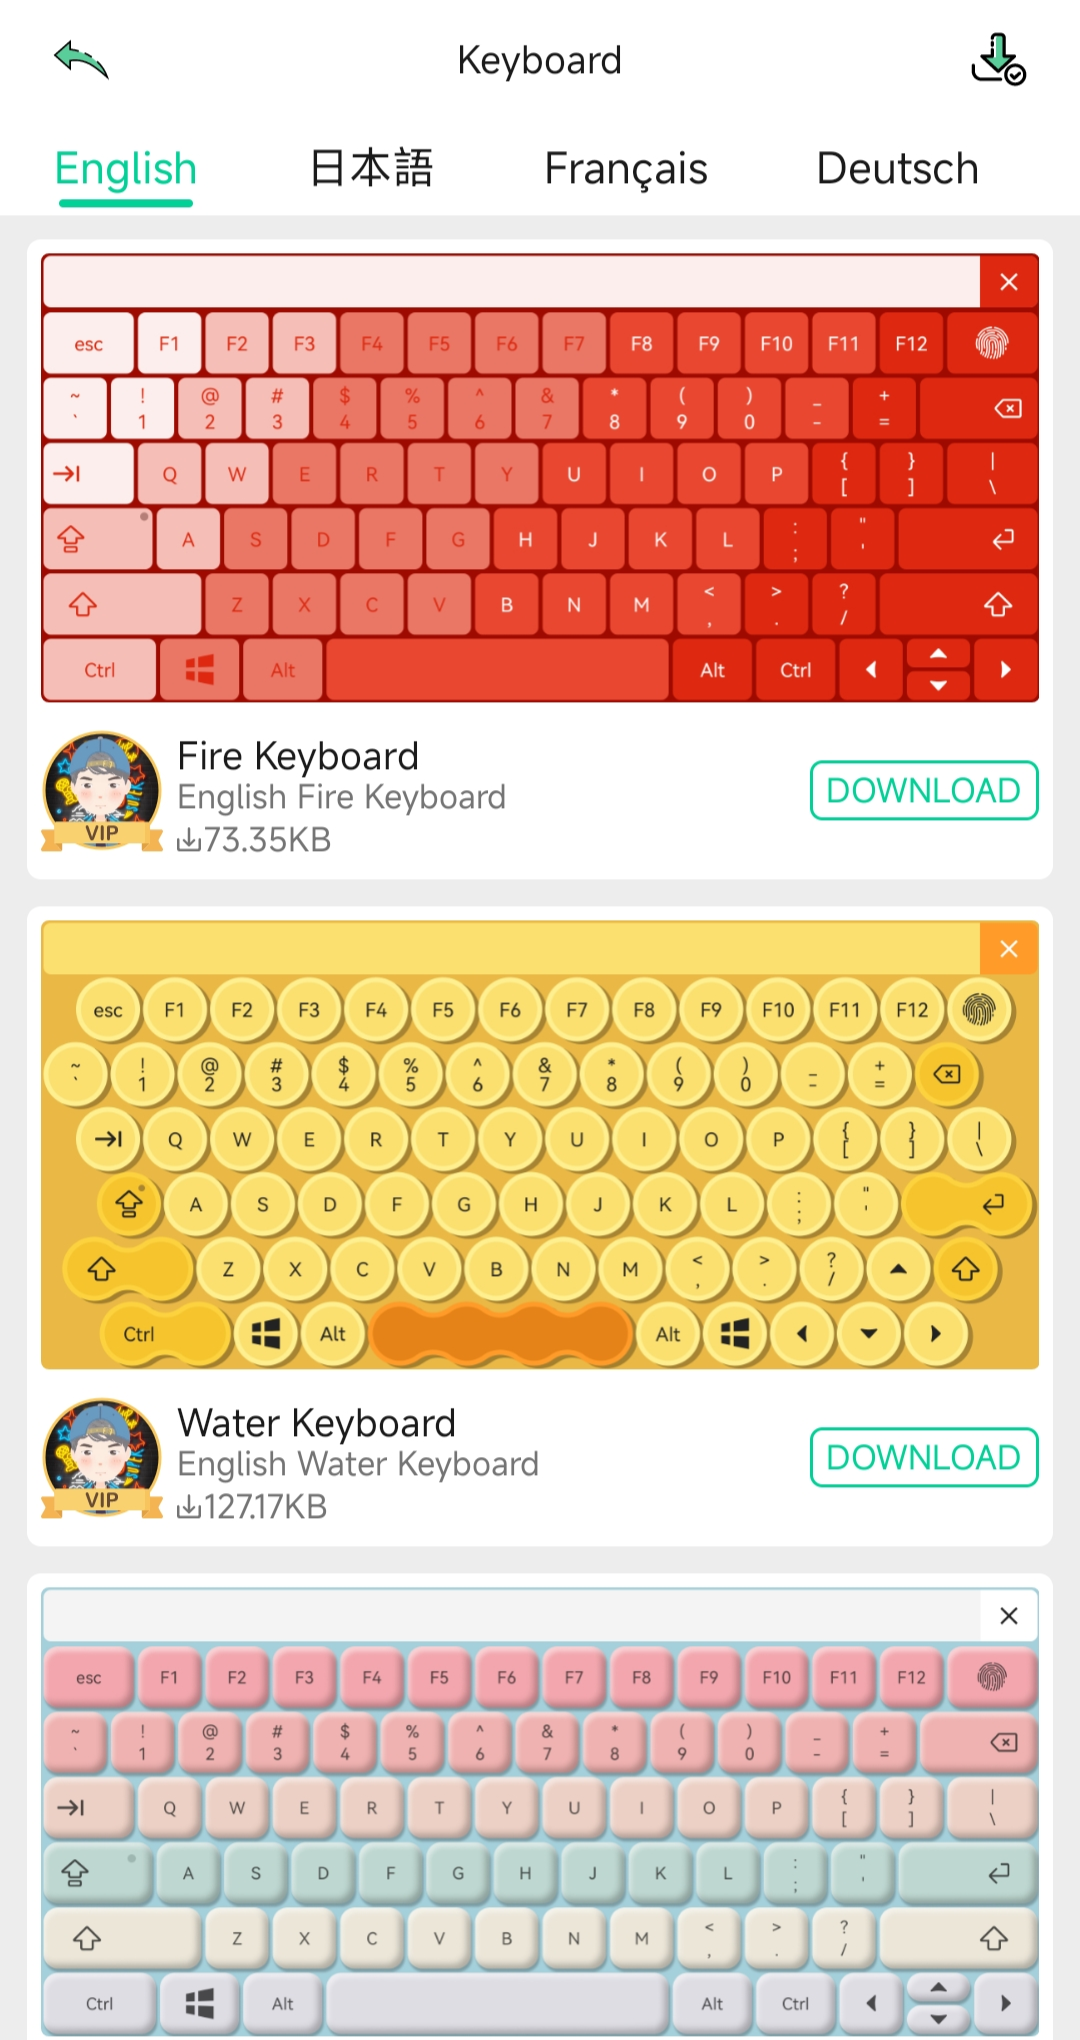 Keyboard
English 日本語 Français Deutsch
esc F1 F2 F3 F4 F5 F6 F7 F8 F9 F10 F11 F12
~ ! @ # $ % ^ & * ( ) _ +
` 1 2 3 4 5 6 7 8 9 0 - =
Q W E R T Y U I O P { } |
[ ] \
A S D F G H J K L : "
; '
Z X C V B N M < > ?
, . /
Ctrl Alt Alt Ctrl
Fire Keyboard
English Fire Keyboard
73.35KB
VIP
DOWNLOAD
esc F1 F2 F3 F4 F5 F6 F7 F8 F9 F10 F11 F12
~ ! @ # $ % ^ & * ( ) _ +
` 1 2 3 4 5 6 7 8 9 0 - =
Q W E R T Y U I O P { } |
[ ] \
A S D F G H J K L : "
; '
Z X C V B N M < > ?
, . /
Ctrl Alt Alt
Water Keyboard
English Water Keyboard
127.17KB
VIP
DOWNLOAD
esc F1 F2 F3 F4 F5 F6 F7 F8 F9 F10 F11 F12
~ ! @ # $ % ^ & * ( ) _ +
` 1 2 3 4 5 6 7 8 9 0 - =
Q W E R T Y U I O P { } |
[ ] \
A S D F G H J K L : "
; '
Z X C V B N M < > ?
, . /
Ctrl Alt Alt Ctrl